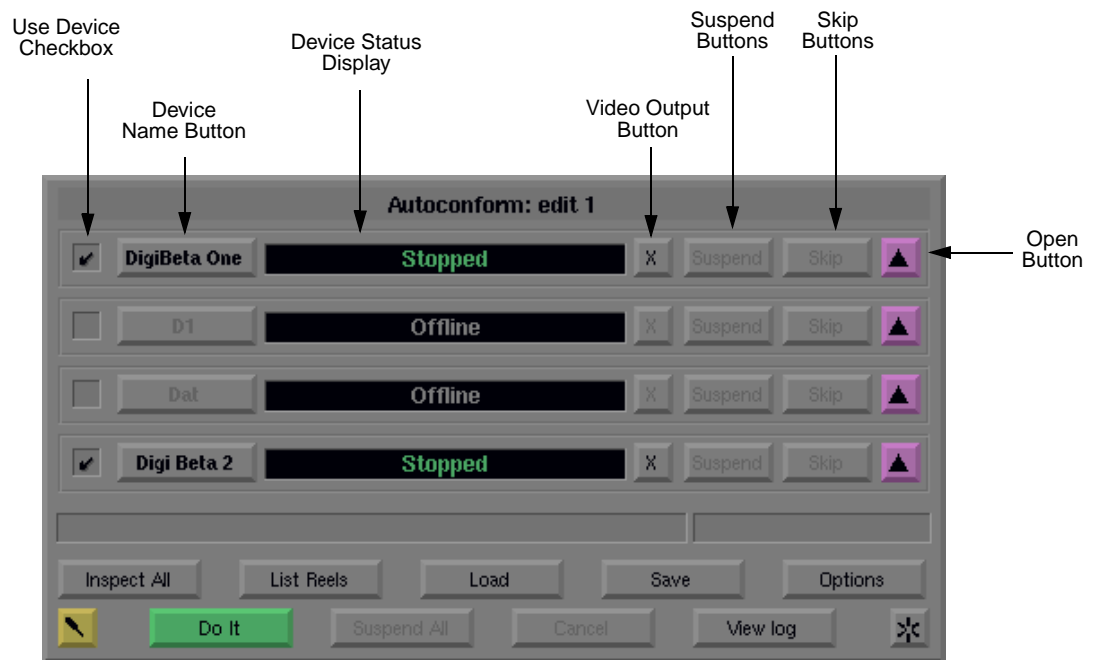 Use Device
Checkbox
Device
Name Button
Device Status
Display
Video Output
Button
Suspend
Buttons
Skip
Buttons
Open
Button
Autoconform: edit 1
DigiBeta One Stopped X Suspend Skip
D1 Offline X Suspend Skip
Dat Offline X Suspend Skip
Digi Beta 2 Stopped X Suspend Skip
Inspect All List Reels Load Save Options
Do It Suspend All Cancel View log